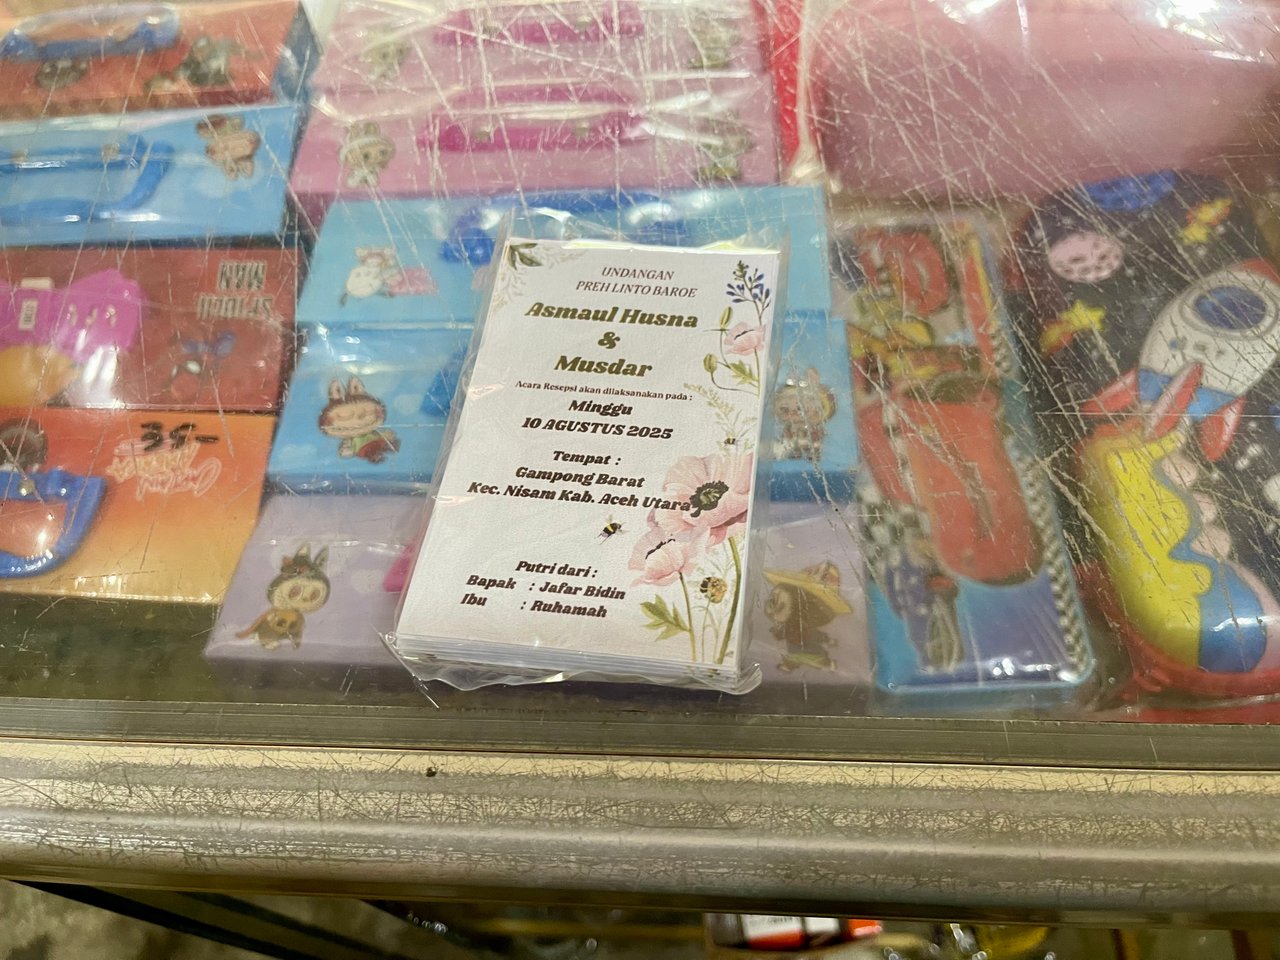 UNDANGAN
PREH LINTO BAROE
Asmaul Husna
&
Musdar
Acara Resepsi akan dilaksanakan pada :
Minggu
10 AGUSTUS 2025
Tempat :
Gampong Barat
Kec. Nisam Kab. Aceh Utara
Putri dari :
Bapak : Jafar Bidin
Ibu : Ruhamah
MAN
35-